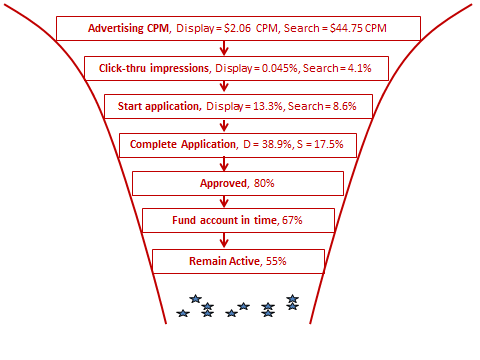 Advertising CPM, Display = $2.06 CPM, Search = $44.75 CPM
Click-thru impressions, Display = 0.045%, Search = 4.1%
Start application, Display = 13.3%, Search = 8.6%
Complete Application, D = 38.9%, S = 17.5%
Approved, 80%
Fund account in time, 67%
Remain Active, 55%